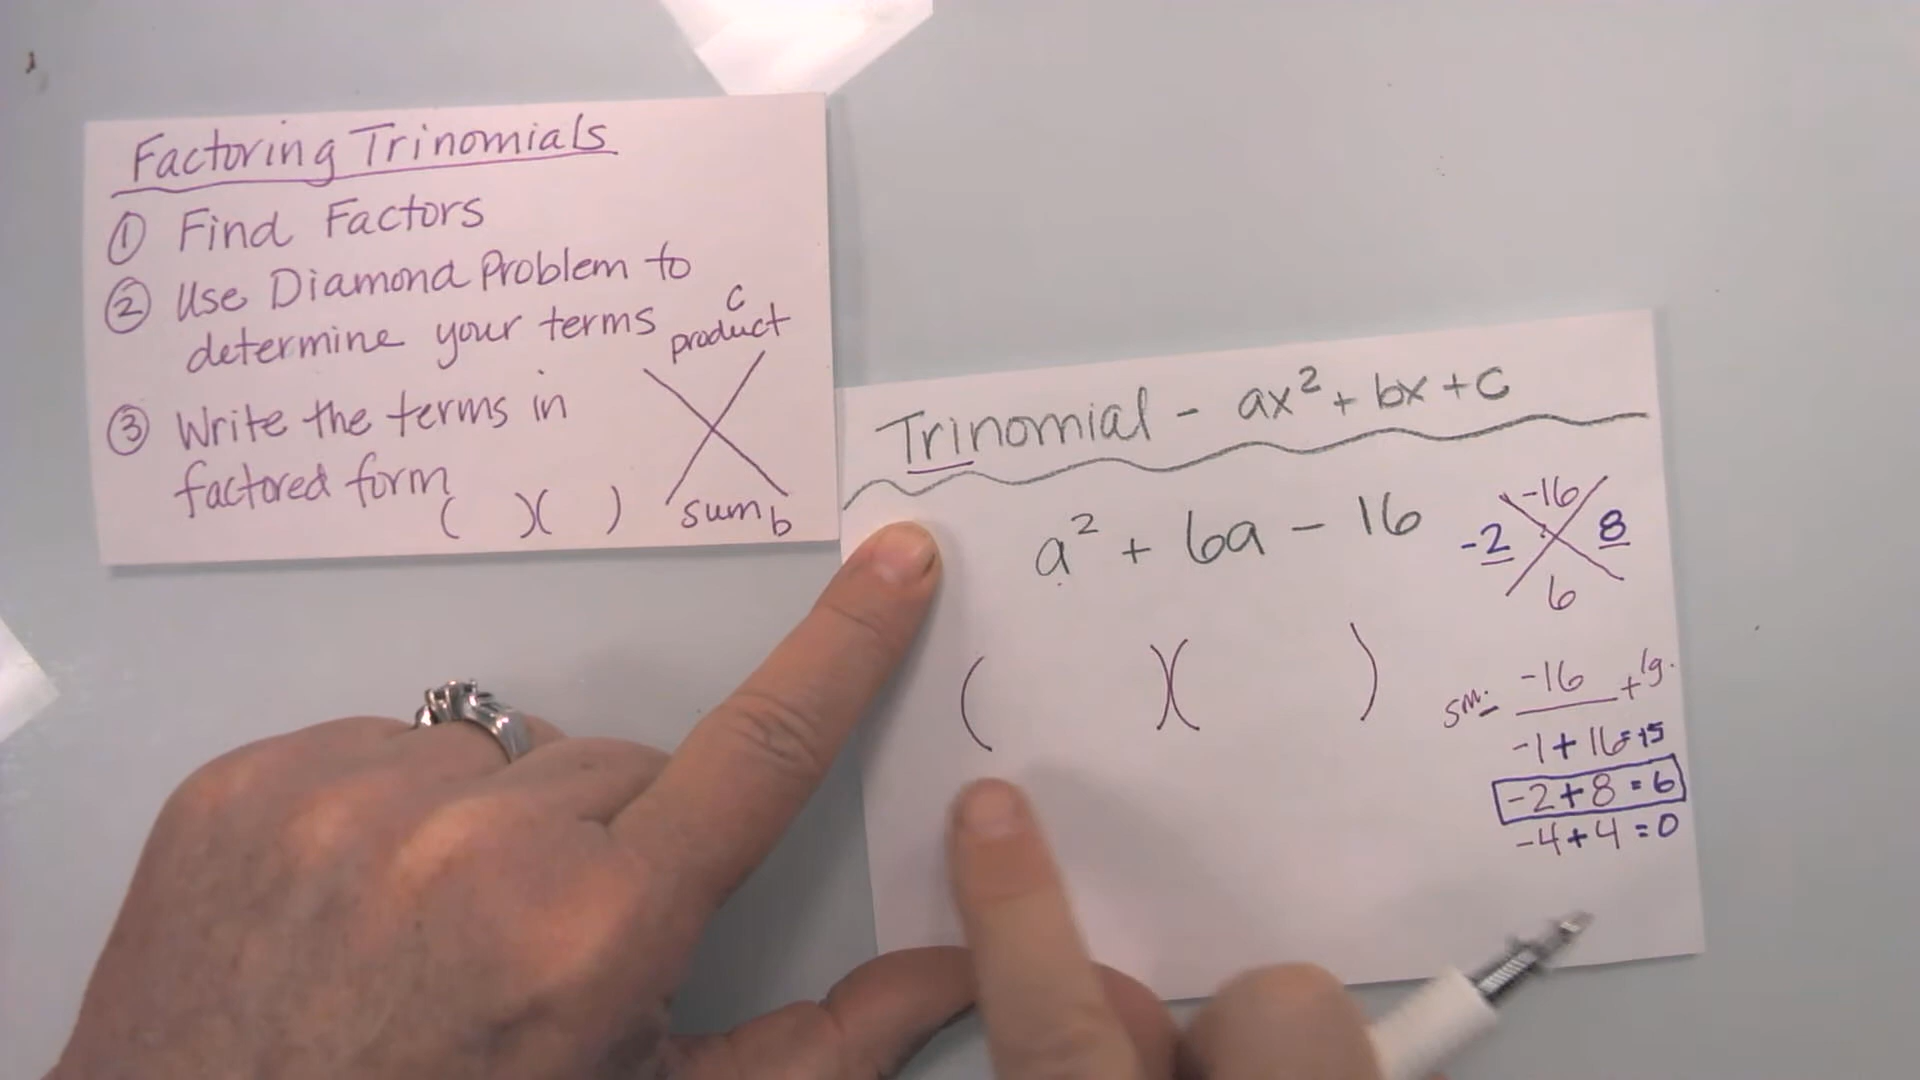 Factoring Trinomials
① Find Factors
② Use Diamond Problem to
determine your terms
c
product
③ Write the terms in
factored form
( )( )
sum b
Trinomial - ax² + bx + c
a² + 6a - 16
-16
-2 8
6
( )( )
sm. -16 + lg.
-1 + 16 = +5
-2 + 8 = 6
-4 + 4 = 0